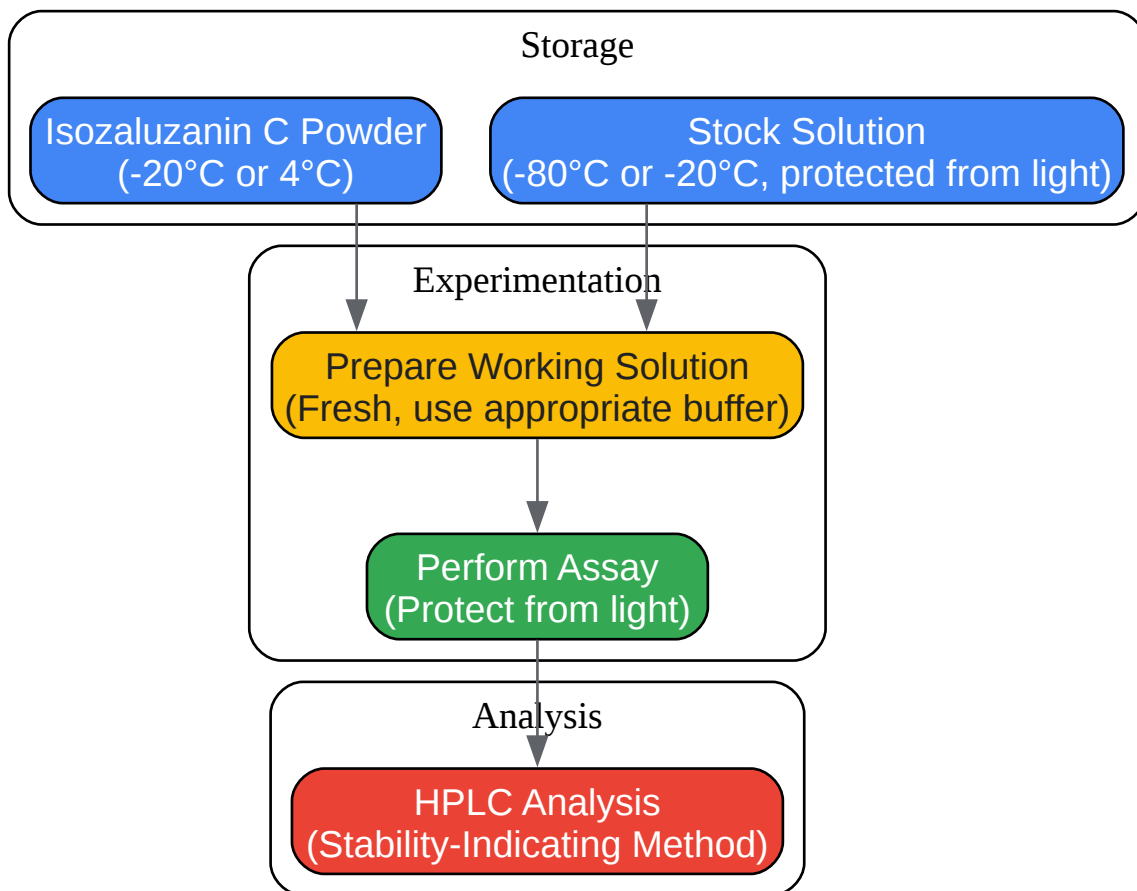 Storage
Isozaluzanin C Powder
(-20°C or 4°C)
Stock Solution
(-80°C or -20°C, protected from light)
Experimentation
Prepare Working Solution
(Fresh, use appropriate buffer)
Perform Assay
(Protect from light)
Analysis
HPLC Analysis
(Stability-Indicating Method)